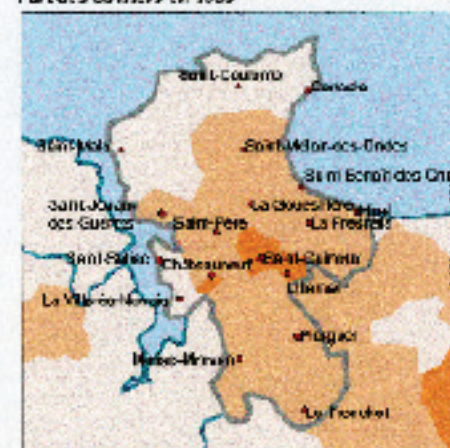 Saint-Coulomb
Cancale
Saint-Malo
Saint-Méloir-des-Ondes
Saint Benoît des On
Saint-Jouan
des-Guérets
Saint-Père
La Gouesnière
Hirel
La Fresnais
Saint-Suliac
Châteauneuf
Saint-Guinoux
Lillemer
La Ville-ès-Nonais
Plerguer
Miniac-Morvan
Le Tronchet